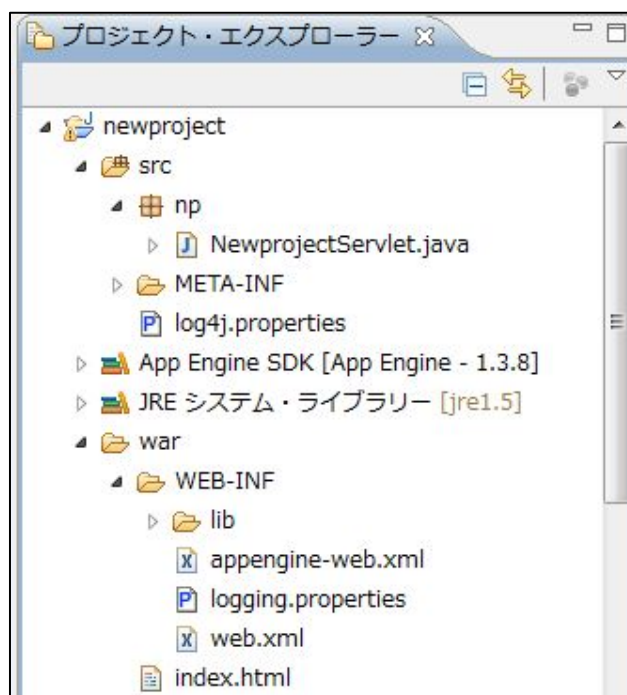 プロジェクト・エクスプローラー
newproject
src
np
NewprojectServlet.java
META-INF
log4j.properties
App Engine SDK [App Engine - 1.3.8]
JRE システム・ライブラリー [jre1.5]
war
WEB-INF
lib
appengine-web.xml
logging.properties
web.xml
index.html